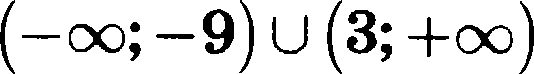 (−∞; −9) ∪ (3; +∞)